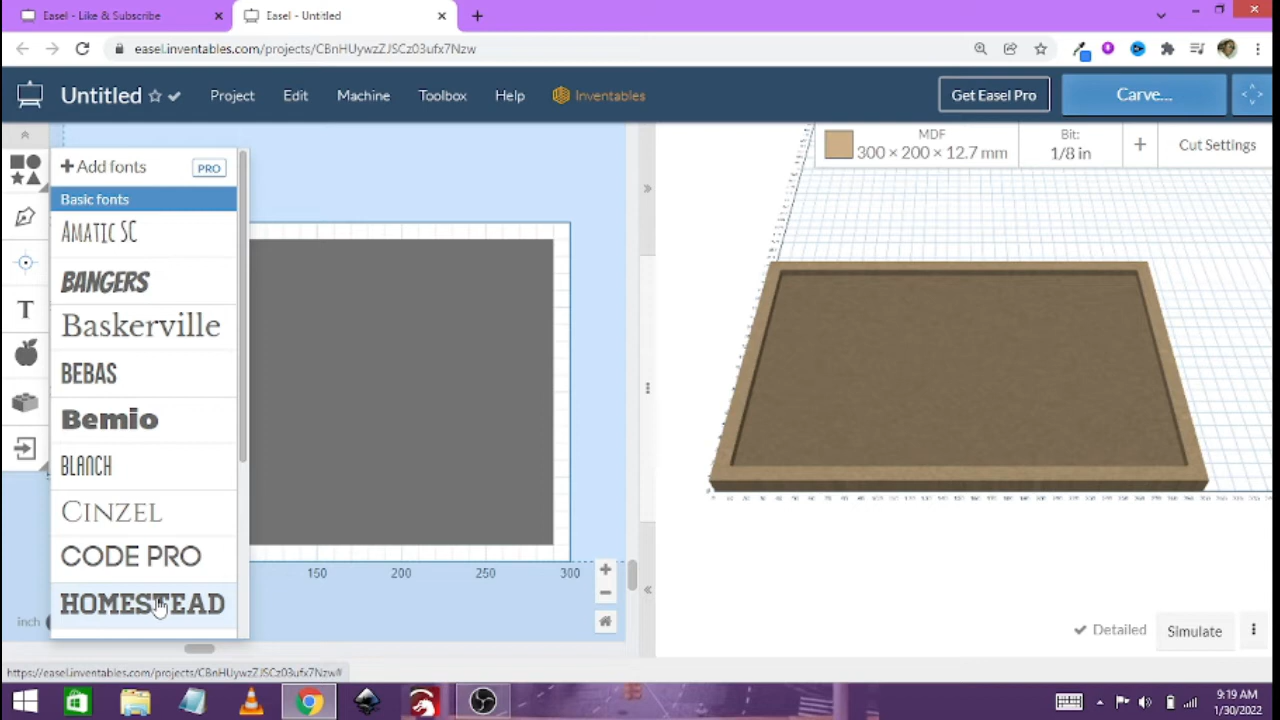 Easel - Like & Subscribe
Easel - Untitled
easel.inventables.com/projects/CBnHUywzZJSCz03ufx7Nzw
Untitled
Project
Edit
Machine
Toolbox
Help
Inventables
Get Easel Pro
Carve...
Add fonts
PRO
Basic fonts
AMATIC SC
BANGERS
Baskerville
BEBAS
Bemio
BLANCH
CINZEL
CODE PRO
HOMESTEAD
T
150
200
250
300
inch
MDF
300 × 200 × 12.7 mm
Bit:
1/8 in
Cut Settings
Detailed
Simulate
https://easel.inventables.com/projects/CBnHUywzZJSCz03ufx7Nzw#
9:19 AM
1/30/2022